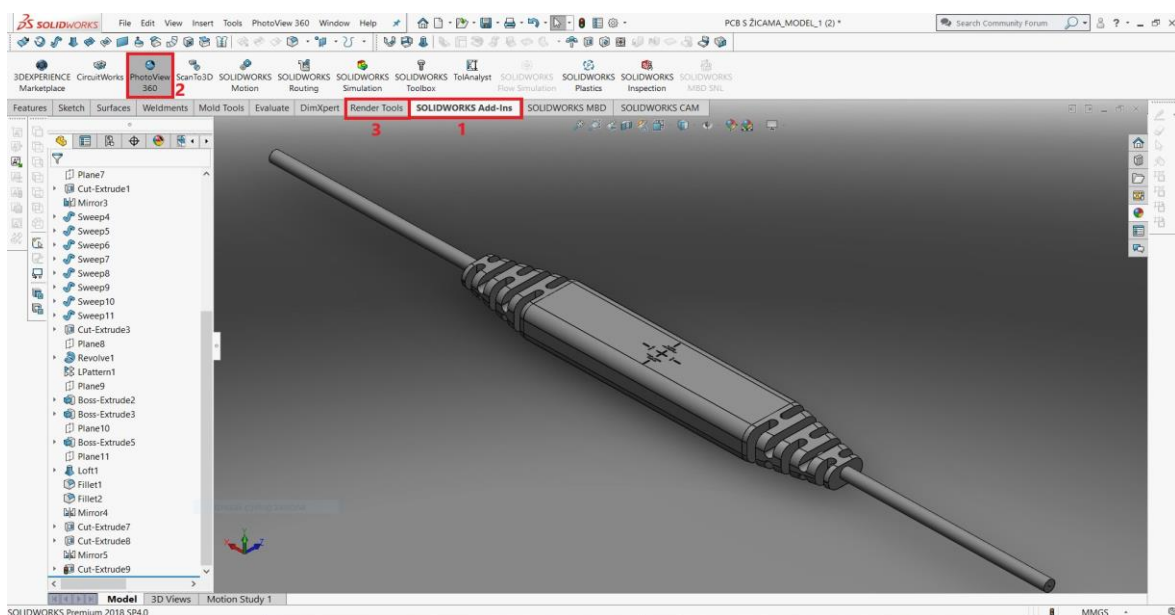 SOLIDWORKS File Edit View Insert Tools PhotoView 360 Window Help PCB S ŽICAMA_MODEL_1 (2) * Search Community Forum
3DEXPERIENCE Marketplace
CircuitWorks
PhotoView 360
2
ScanTo3D
SOLIDWORKS Motion
SOLIDWORKS Routing
SOLIDWORKS Simulation
SOLIDWORKS Toolbox
TolAnalyst
SOLIDWORKS Flow Simulation
SOLIDWORKS Plastics
SOLIDWORKS Inspection
SOLIDWORKS MBD SNL
Features Sketch Surfaces Weldments Mold Tools Evaluate DimXpert Render Tools SOLIDWORKS Add-Ins SOLIDWORKS MBD SOLIDWORKS CAM
3 1
Plane7
Cut-Extrude1
Mirror3
Sweep4
Sweep5
Sweep6
Sweep7
Sweep8
Sweep9
Sweep10
Sweep11
Cut-Extrude3
Plane8
Revolve1
LPattern1
Plane9
Boss-Extrude2
Boss-Extrude3
Plane10
Boss-Extrude5
Plane11
Loft1
Fillet1
Fillet2
Mirror4
Cut-Extrude7
Cut-Extrude8
Mirror5
Cut-Extrude9
Model 3D Views Motion Study 1
SOLIDWORKS Premium 2018 SP4.0 MMGS